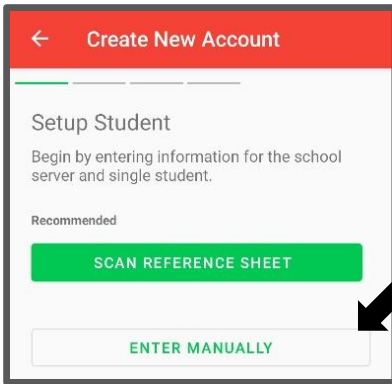 Create New Account
Setup Student
Begin by entering information for the school
server and single student.
Recommended
SCAN REFERENCE SHEET
ENTER MANUALLY